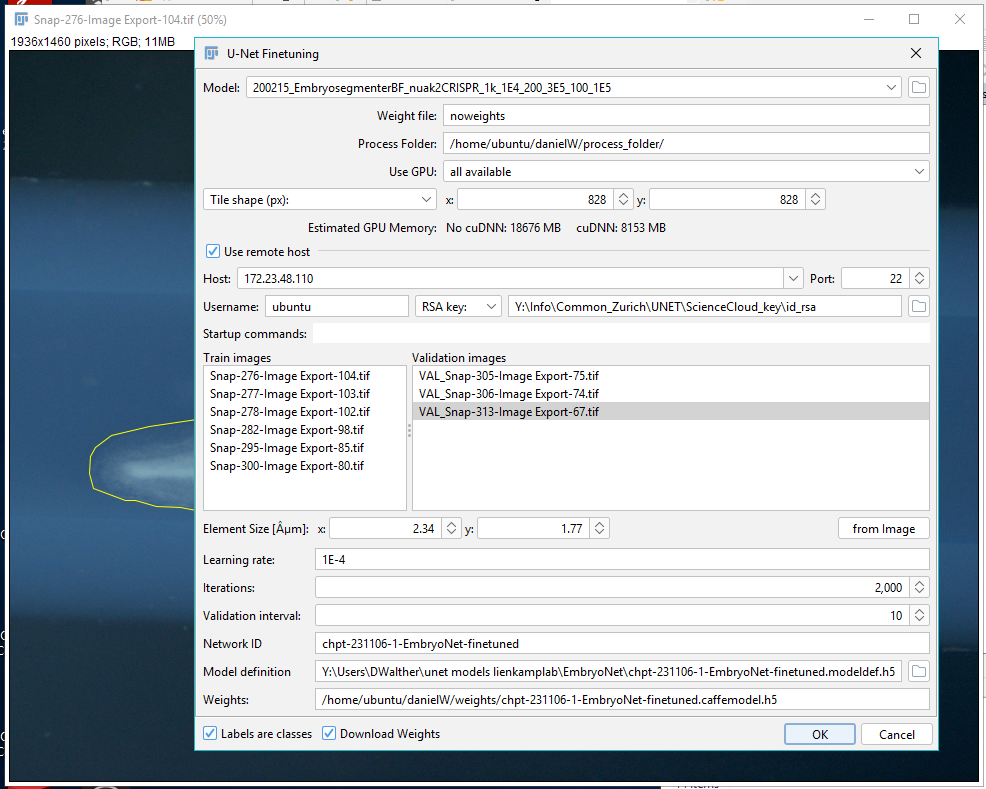 Snap-276-Image Export-104.tif (50%)
1936x1460 pixels; RGB; 11MB
U-Net Finetuning
Model: 200215_EmbryosegmenterBF_nuak2CRISPR_1k_1E4_200_3E5_100_1E5
Weight file: noweights
Process Folder: /home/ubuntu/danielW/process_folder/
Use GPU: all available
Tile shape (px): x: 828 y: 828
Estimated GPU Memory: No cuDNN: 18676 MB cuDNN: 8153 MB
Use remote host
Host: 172.23.48.110 Port: 22
Username: ubuntu RSA key: Y:\Info\Common_Zurich\UNET\ScienceCloud_key\id_rsa
Startup commands:
Train images Validation images
Snap-276-Image Export-104.tif VAL_Snap-305-Image Export-75.tif
Snap-277-Image Export-103.tif VAL_Snap-306-Image Export-74.tif
Snap-278-Image Export-102.tif VAL_Snap-313-Image Export-67.tif
Snap-282-Image Export-98.tif
Snap-295-Image Export-85.tif
Snap-300-Image Export-80.tif
Element Size [Âµm]: x: 2.34 y: 1.77 from Image
Learning rate: 1E-4
Iterations: 2,000
Validation interval: 10
Network ID chpt-231106-1-EmbryoNet-finetuned
Model definition Y:\Users\DWalther\unet models lienkamplab\EmbryoNet\chpt-231106-1-EmbryoNet-finetuned.modeldef.h5
Weights: /home/ubuntu/danielW/weights/chpt-231106-1-EmbryoNet-finetuned.caffemodel.h5
Labels are classes Download Weights OK Cancel